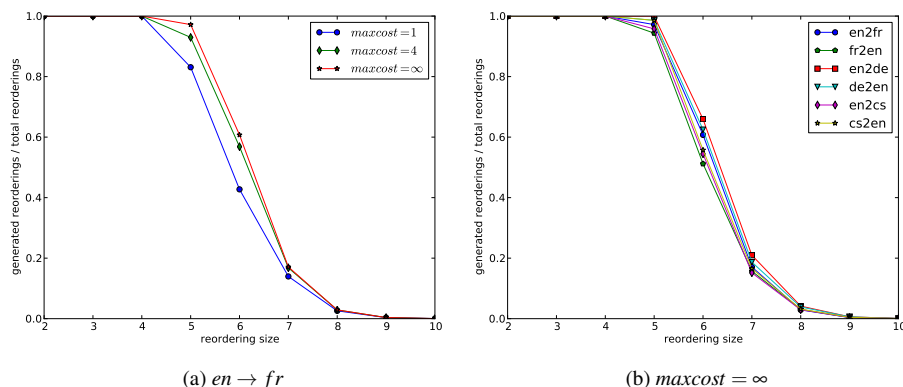 generated reorderings / total reorderings
1.0
0.8
0.6
0.4
0.2
0.0
2 3 4 5 6 7 8 9 10
reordering size
maxcost=1
maxcost=4
maxcost=∞
(a) en → fr
generated reorderings / total reorderings
1.0
0.8
0.6
0.4
0.2
0.0
2 3 4 5 6 7 8 9 10
reordering size
en2fr
fr2en
en2de
de2en
en2cs
cs2en
(b) maxcost = ∞